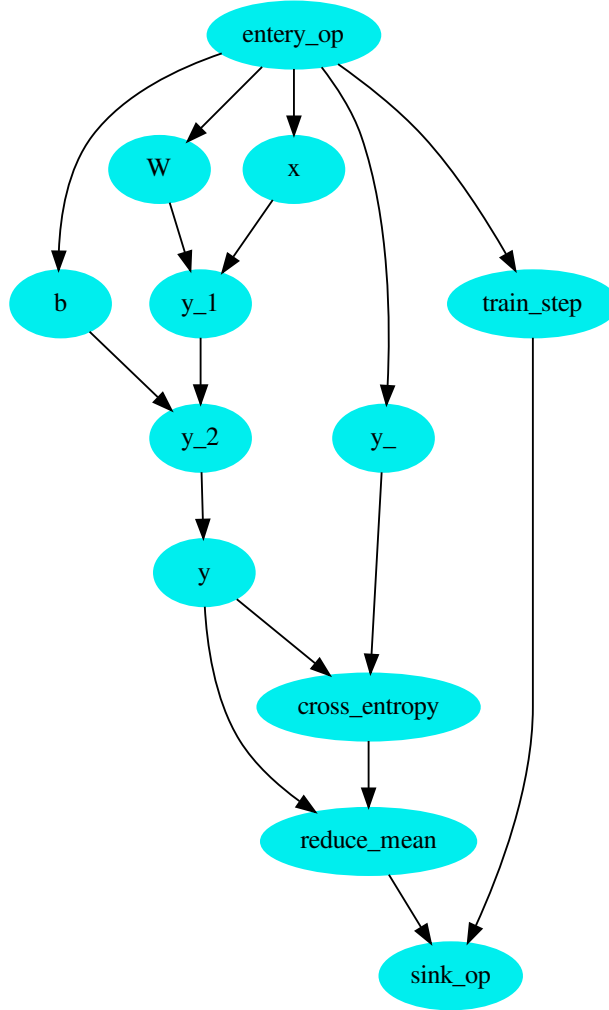 entery_op
W
x
b
y_1
train_step
y_2
y_
y
cross_entropy
reduce_mean
sink_op